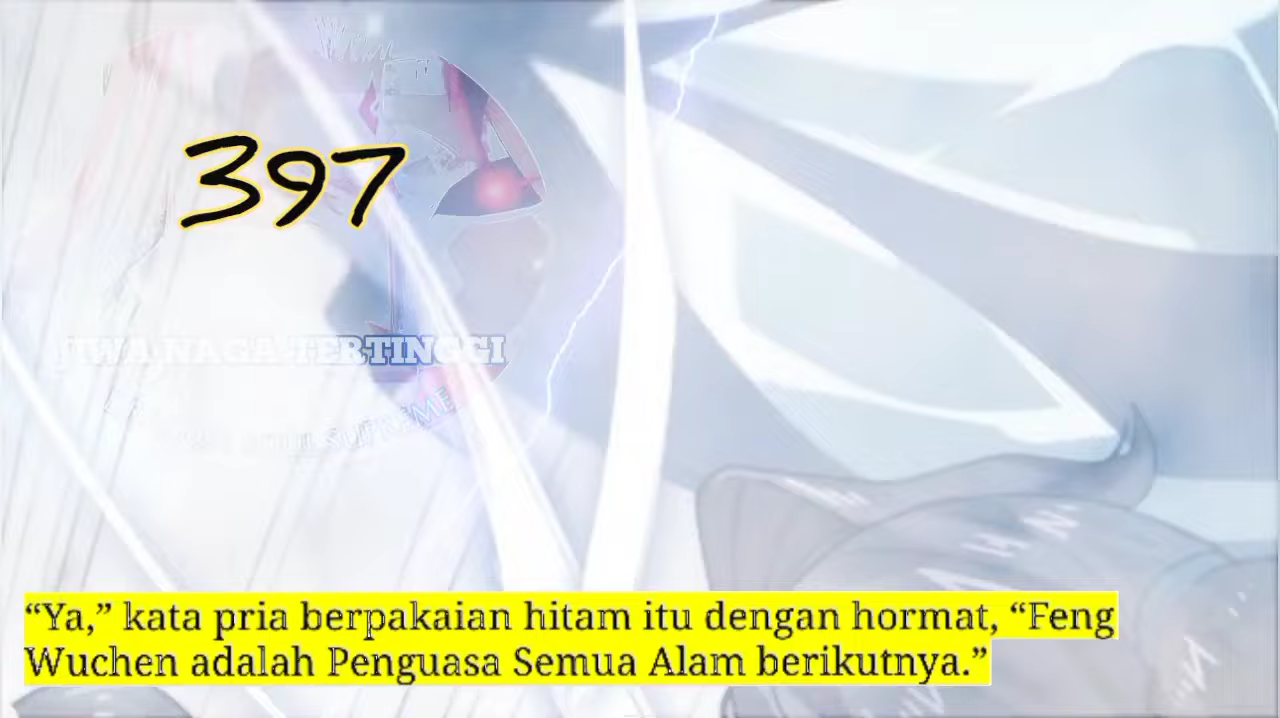 397
JIWA NAGA TERTINGGI
SUPREME
“Ya,” kata pria berpakaian hitam itu dengan hormat, “Feng
Wuchen adalah Penguasa Semua Alam berikutnya.”